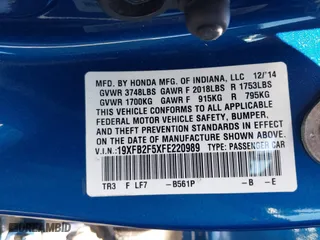 MFD. BY HONDA MFG. OF INDIANA, LLC 12/'14
GVWR 3748LBS GAWR F 2018LBS R 1753LBS
GVWR 1700KG GAWR F 915KG R 795KG
THIS VEHICLE CONFORMS TO ALL APPLICABLE
FEDERAL MOTOR VEHICLE SAFETY, BUMPER,
AND THEFT PREVENTION STANDARDS IN EFFECT
ON THE DATE OF MANUFACTURE SHOWN ABOVE.
V.I.N.: 19XFB2F5XFE220989 TYPE: PASSENGER CAR
TR3 F LF7 -B561P -B -E